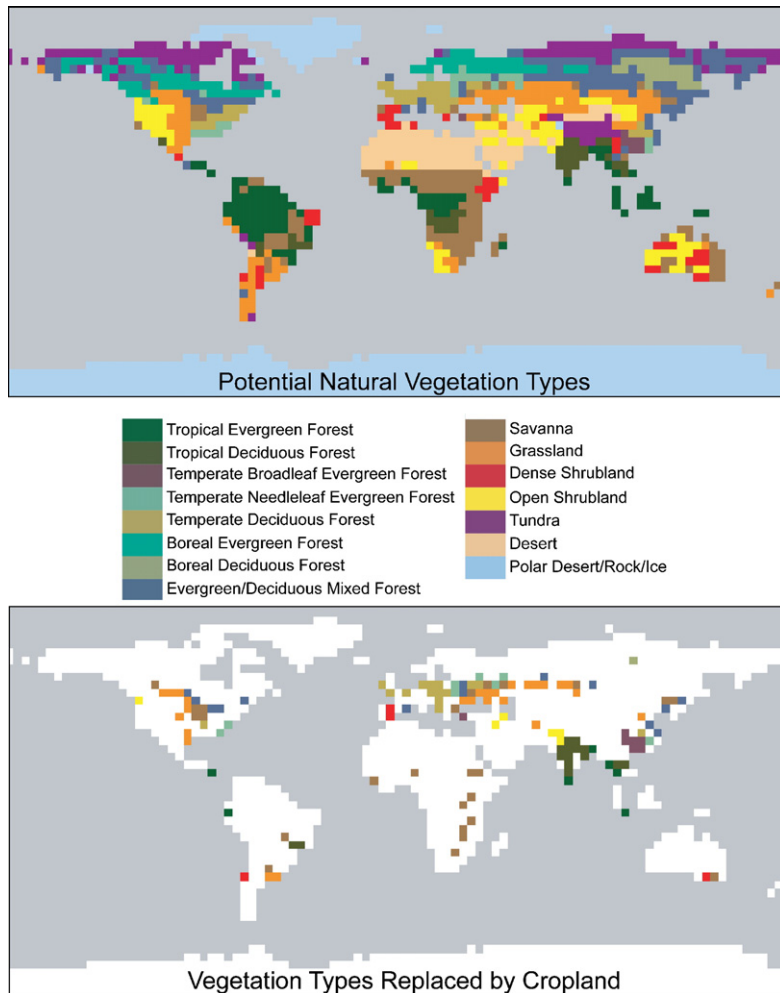 Potential Natural Vegetation Types
Tropical Evergreen Forest
Tropical Deciduous Forest
Temperate Broadleaf Evergreen Forest
Temperate Needleleaf Evergreen Forest
Temperate Deciduous Forest
Boreal Evergreen Forest
Boreal Deciduous Forest
Evergreen/Deciduous Mixed Forest
Savanna
Grassland
Dense Shrubland
Open Shrubland
Tundra
Desert
Polar Desert/Rock/Ice
Vegetation Types Replaced by Cropland